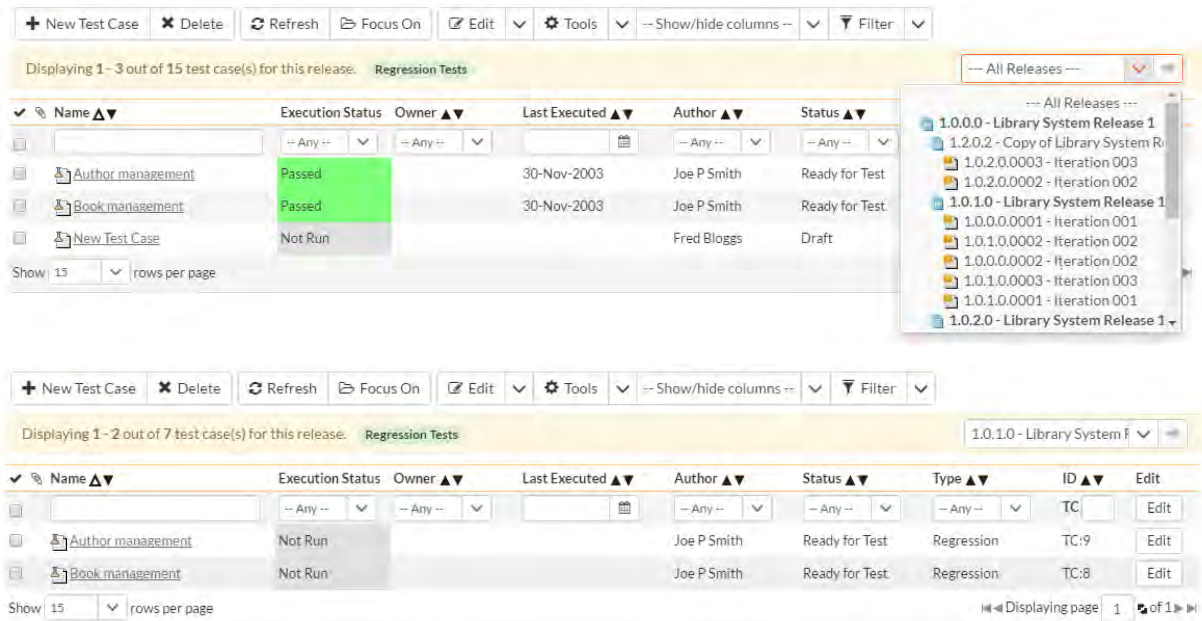 New Test Case Delete Refresh Focus On Edit Tools -- Show/hide columns -- Filter
Displaying 1 - 3 out of 15 test case(s) for this release. Regression Tests --- All Releases ---
Name Execution Status Owner Last Executed Author Status
-- Any -- -- Any -- -- Any -- -- Any --
Author management Passed 30-Nov-2003 Joe P Smith Ready for Test
Book management Passed 30-Nov-2003 Joe P Smith Ready for Test
New Test Case Not Run Fred Bloggs Draft
Show 15 rows per page
--- All Releases ---
1.0.0.0 - Library System Release 1
1.2.0.2 - Copy of Library System Re
1.0.2.0.0003 - Iteration 003
1.0.2.0.0002 - Iteration 002
1.0.1.0 - Library System Release 1
1.0.0.0.0001 - Iteration 001
1.0.1.0.0002 - Iteration 002
1.0.0.0.0002 - Iteration 002
1.0.1.0.0003 - Iteration 003
1.0.1.0.0001 - Iteration 001
1.0.2.0 - Library System Release 1
New Test Case Delete Refresh Focus On Edit Tools -- Show/hide columns -- Filter
Displaying 1 - 2 out of 7 test case(s) for this release. Regression Tests 1.0.1.0 - Library System R
Name Execution Status Owner Last Executed Author Status Type ID Edit
-- Any -- -- Any -- -- Any -- -- Any -- -- Any -- TC Edit
Author management Not Run Joe P Smith Ready for Test Regression TC:9 Edit
Book management Not Run Joe P Smith Ready for Test Regression TC:8 Edit
Show 15 rows per page Displaying page 1 of 1